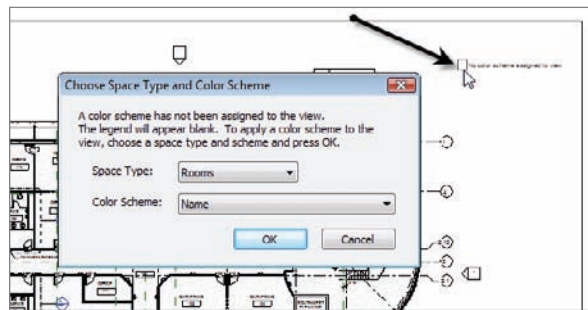 No color scheme assigned to view
Choose Space Type and Color Scheme
A color scheme has not been assigned to the view.
The legend will appear blank. To apply a color scheme to the
view, choose a space type and scheme and press OK.
Space Type:
Rooms
Color Scheme:
Name
OK
Cancel